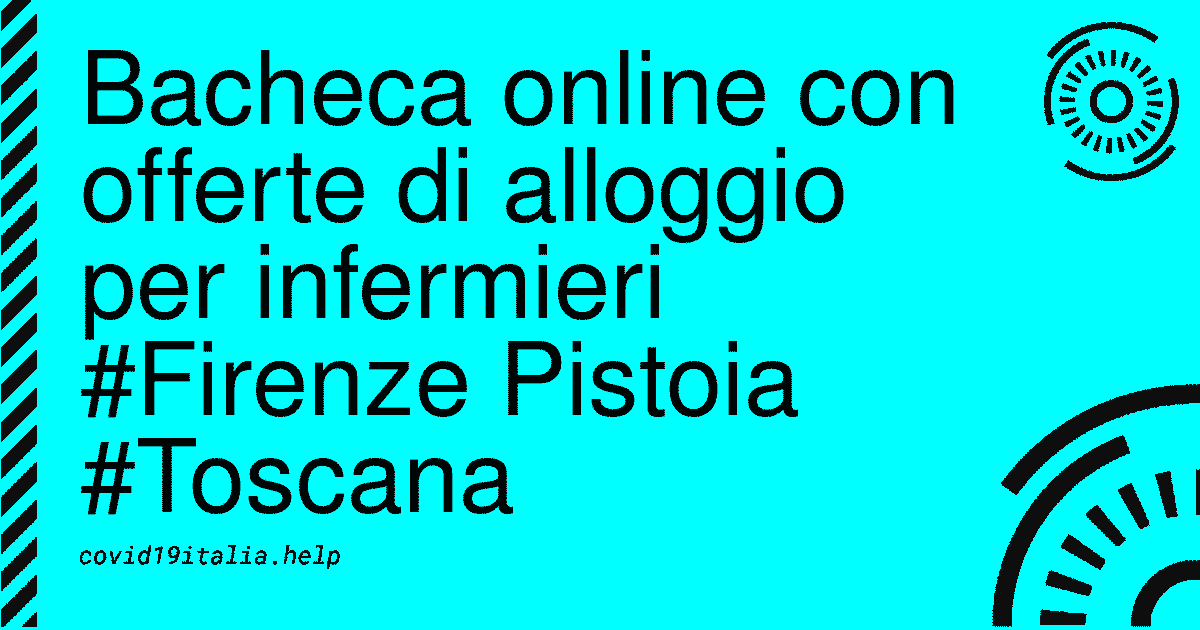 Bacheca online con
offerte di alloggio
per infermieri
#Firenze Pistoia
#Toscana
covid19italia.help